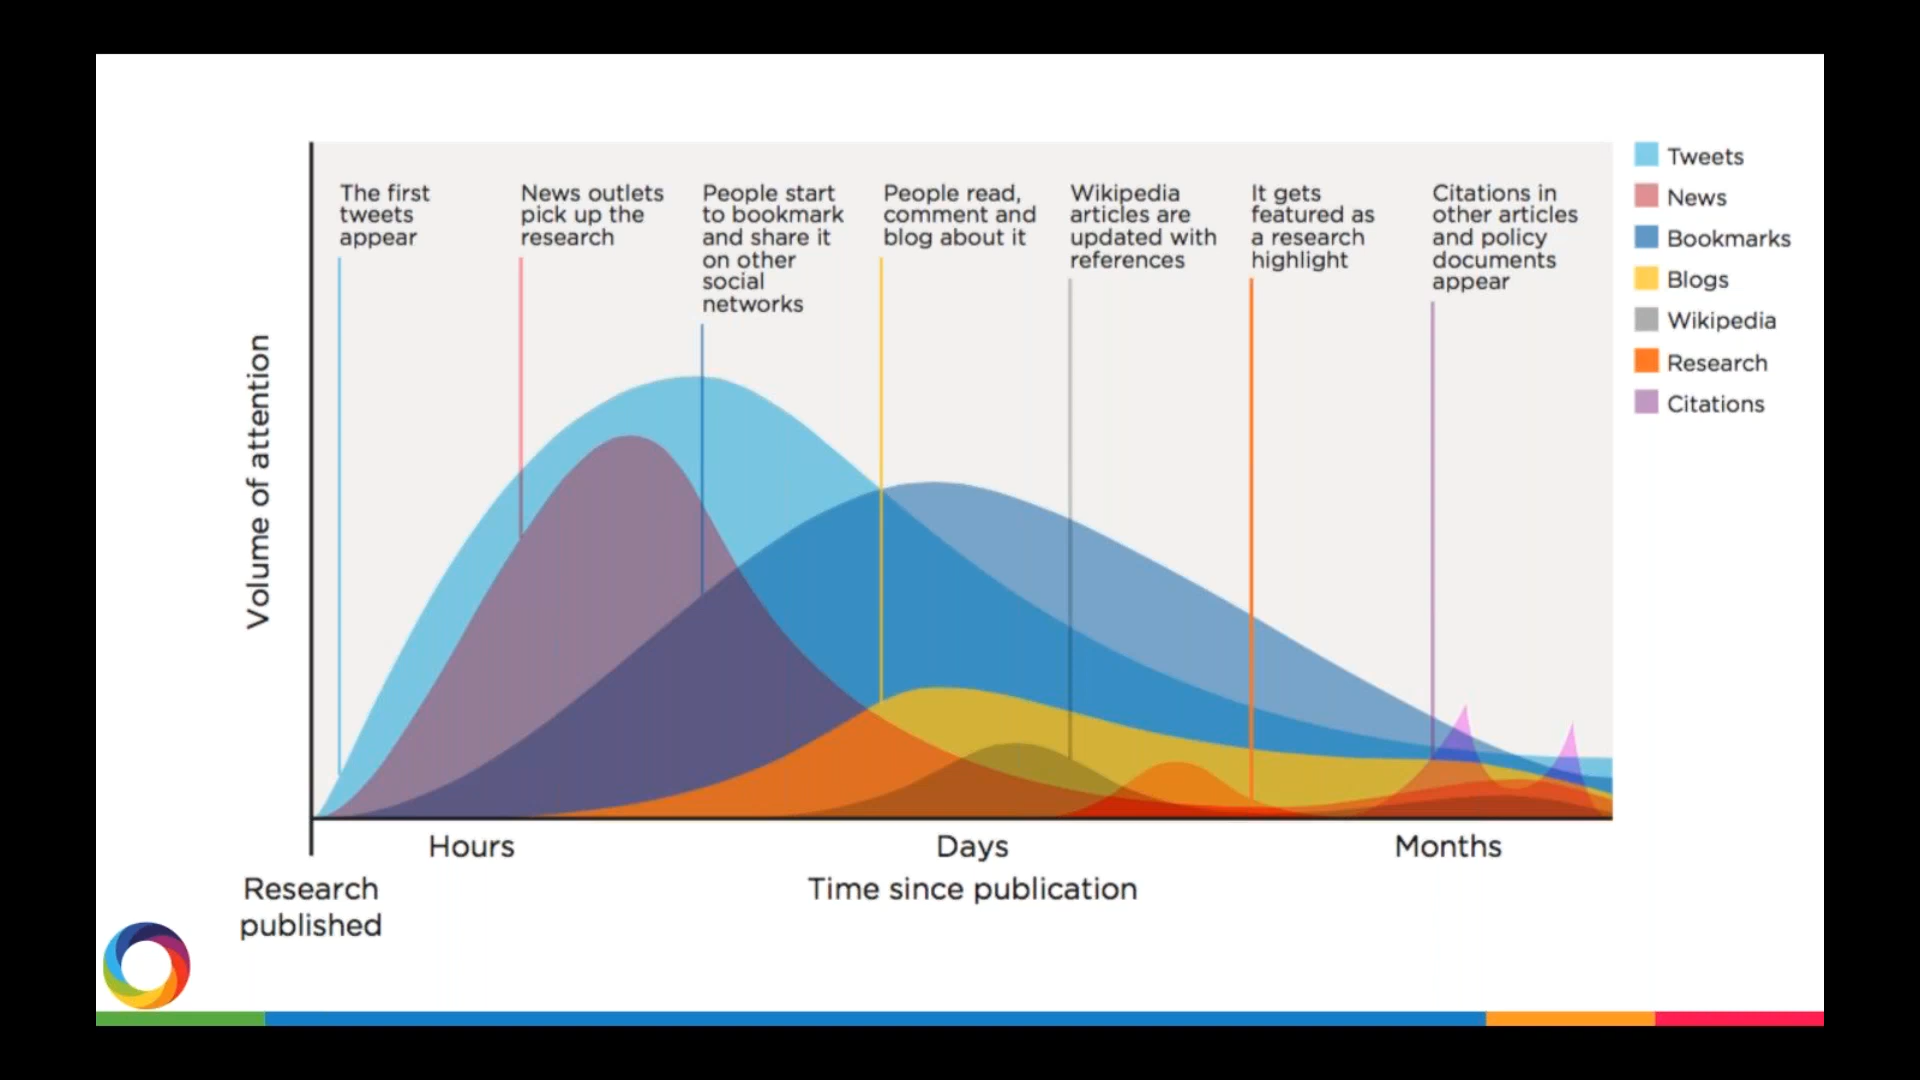 The first
tweets
appear
News outlets
pick up the
research
People start
to bookmark
and share it
on other
social
networks
People read,
comment and
blog about it
Wikipedia
articles are
updated with
references
It gets
featured as
a research
highlight
Citations in
other articles
and policy
documents
appear
Tweets
News
Bookmarks
Blogs
Wikipedia
Research
Citations
Volume of attention
Hours
Days
Months
Research
published
Time since publication